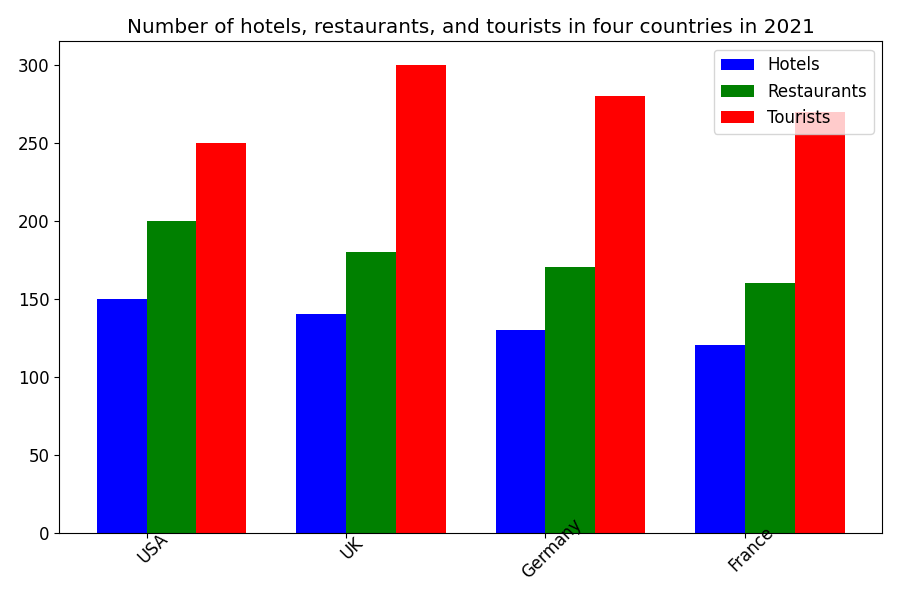 Number of hotels, restaurants, and tourists in four countries in 2021
Hotels
Restaurants
Tourists
300
250
200
150
100
50
0
USA
UK
Germany
France